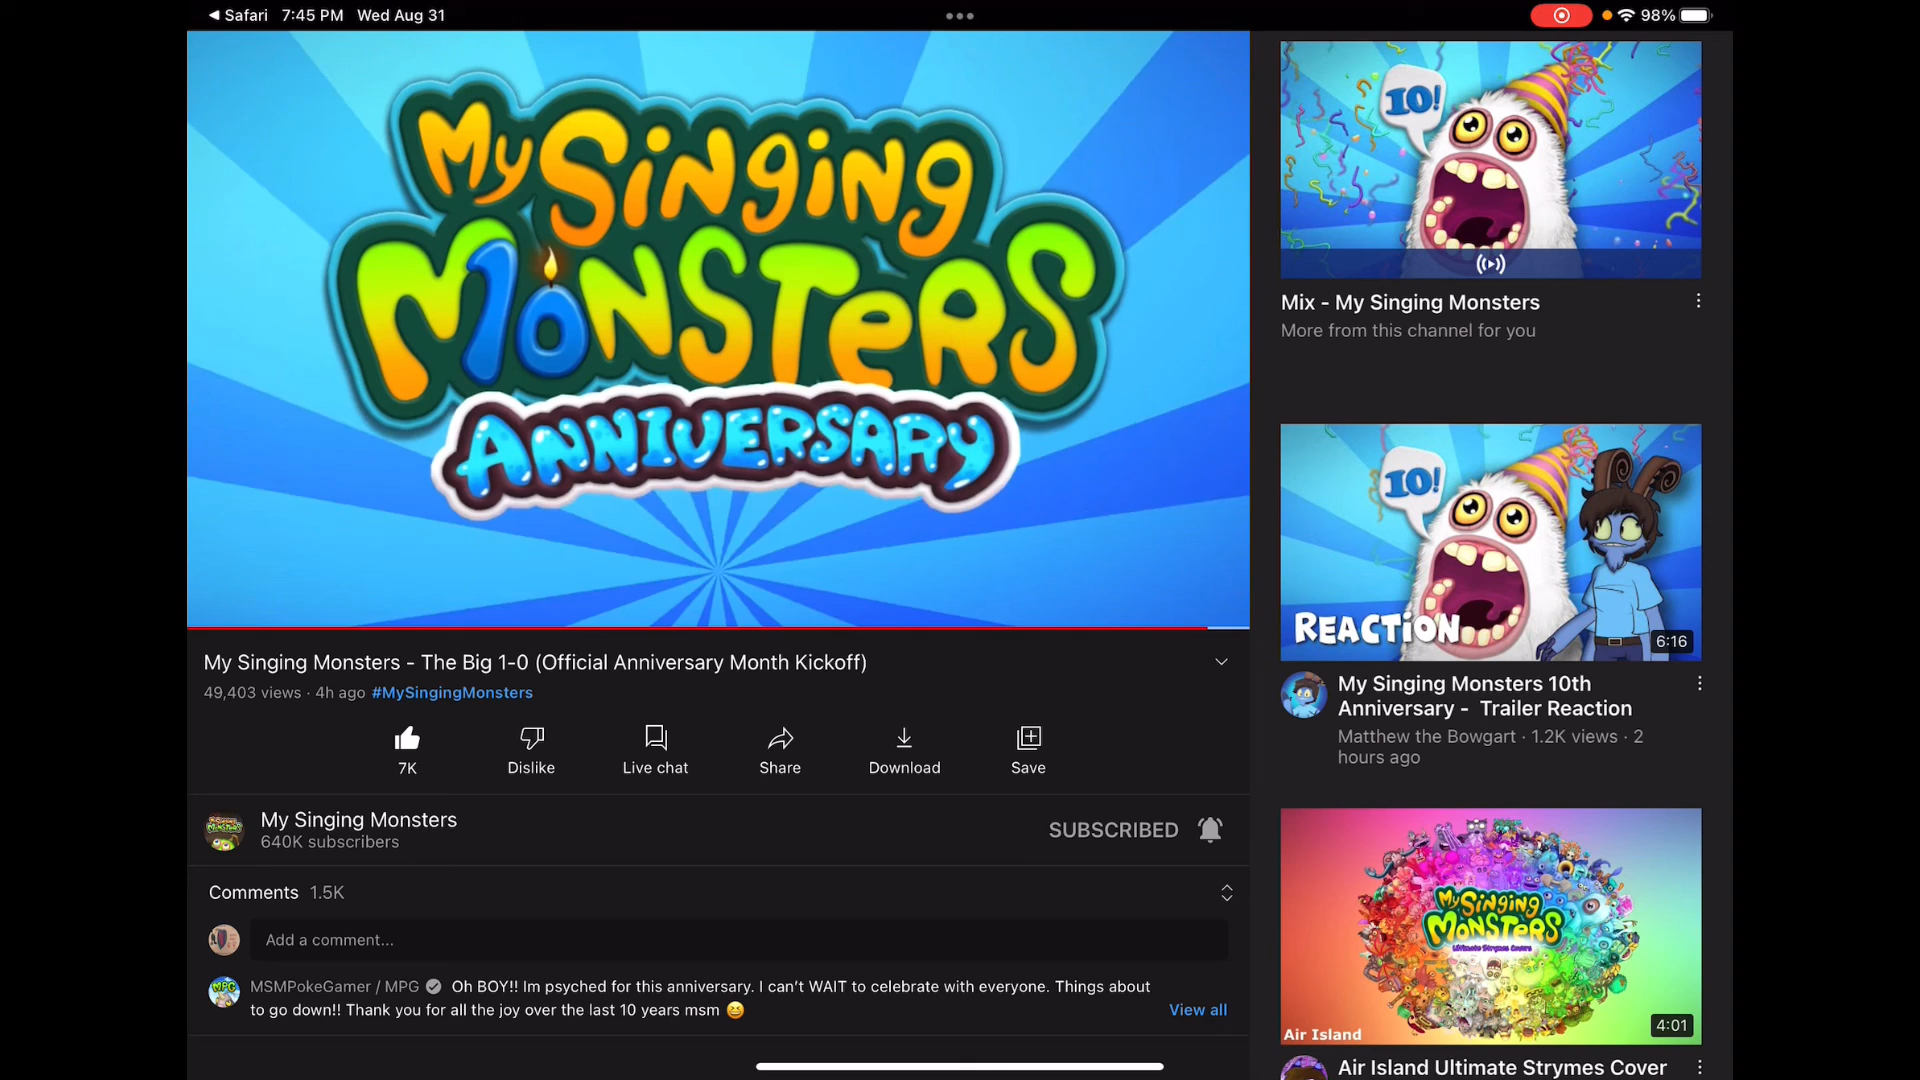 Safari 7:45 PM Wed Aug 31
98%
My Singing
Monsters
10
ANNIVERSARY
My Singing Monsters - The Big 1-0 (Official Anniversary Month Kickoff)
49,403 views · 4h ago #MySingingMonsters
7K
Dislike
Live chat
Share
Download
Save
My Singing Monsters
640K subscribers
SUBSCRIBED
Comments 1.5K
Add a comment...
MPG
MSMPokeGamer / MPG Oh BOY!! Im psyched for this anniversary. I can't WAIT to celebrate with everyone. Things about
to go down!! Thank you for all the joy over the last 10 years msm 😆
View all
10!
Mix - My Singing Monsters
More from this channel for you
10!
REACTION
6:16
My Singing Monsters 10th
Anniversary - Trailer Reaction
Matthew the Bowgart · 1.2K views · 2
hours ago
My Singing
Monsters
Ultimate Strymes Covers
Air Island
4:01
Air Island Ultimate Strymes Cover